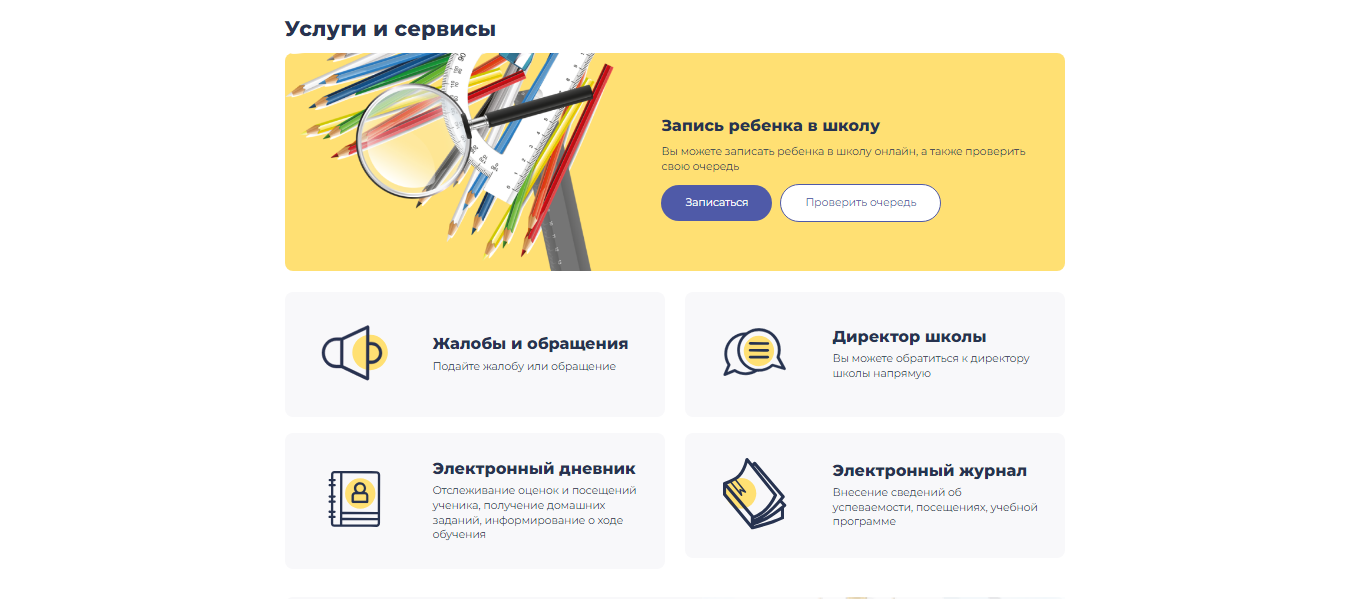 Услуги и сервисы
Запись ребенка в школу
Вы можете записать ребенка в школу онлайн, а также проверить
свою очередь
Записаться
Проверить очередь
Жалобы и обращения
Подайте жалобу или обращение
Директор школы
Вы можете обратиться к директору
школы напрямую
Электронный дневник
Отслеживание оценок и посещений
ученика, получение домашних
заданий, информирование о ходе
обучения
Электронный журнал
Внесение сведений об
успеваемости, посещениях, учебной
программе